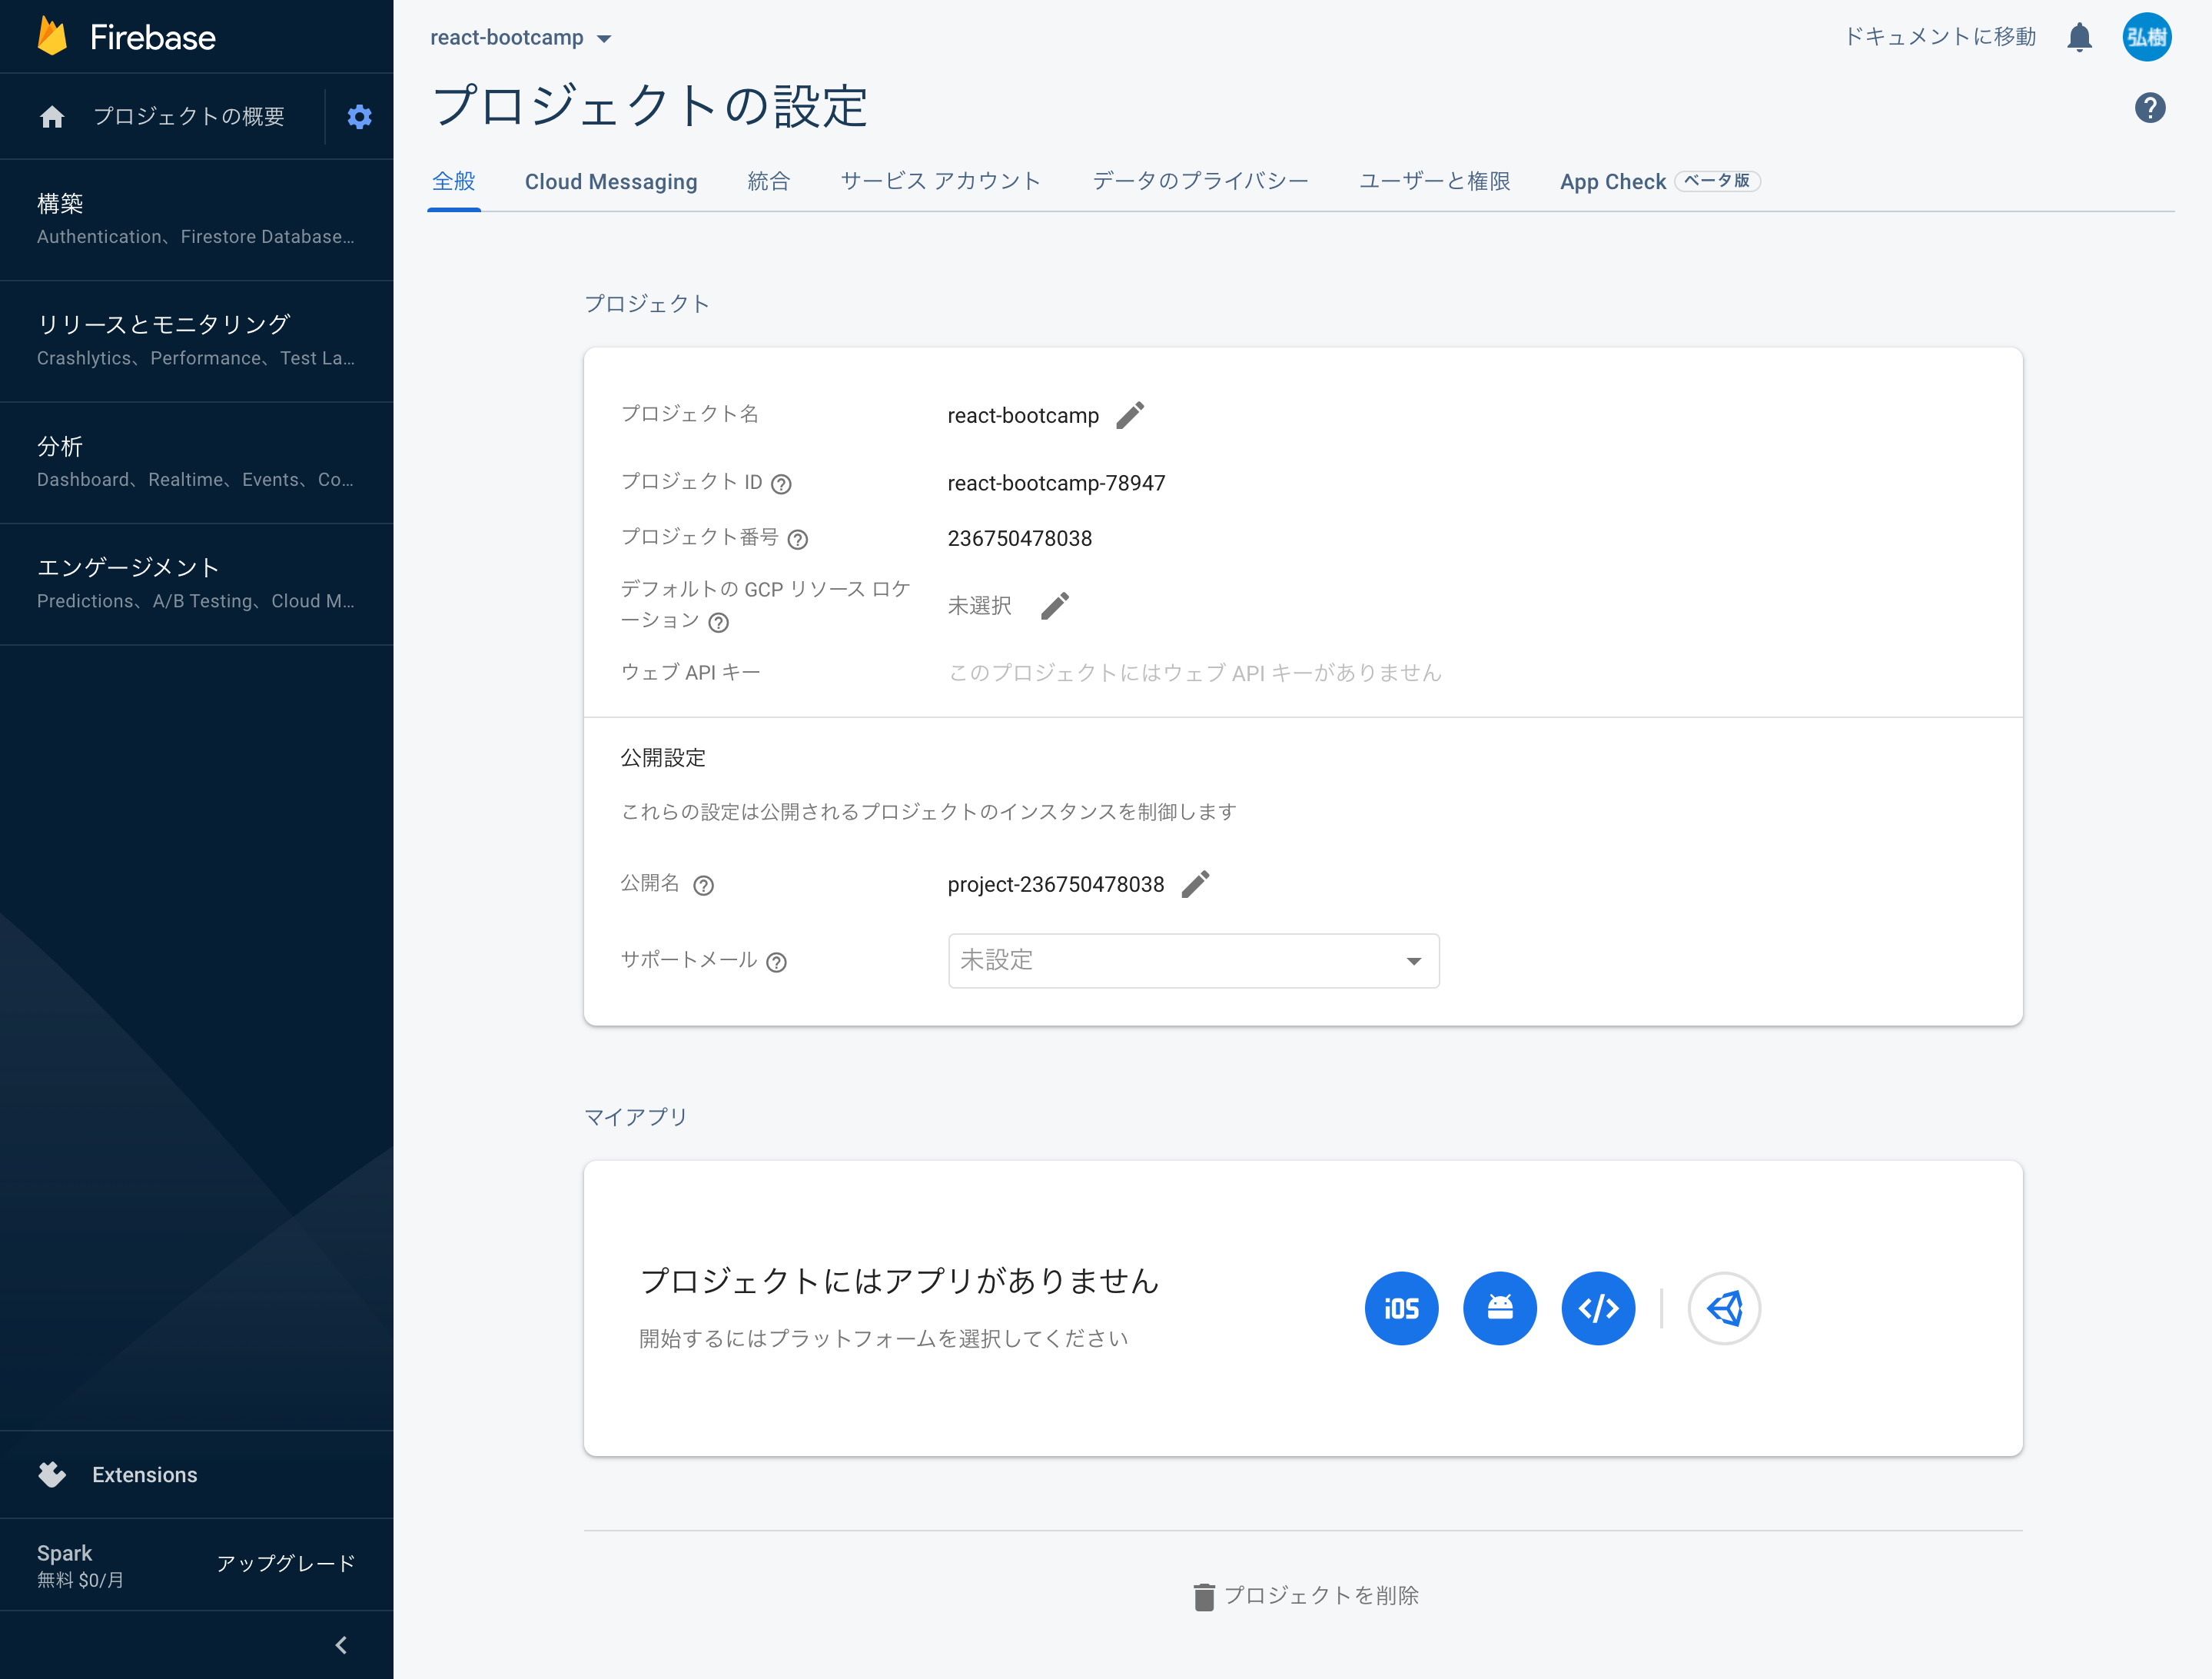 Firebase
プロジェクトの概要
構築
Authentication、Firestore Database...
リリースとモニタリング
Crashlytics、Performance、Test La...
分析
Dashboard、Realtime、Events、Co...
エンゲージメント
Predictions、A/B Testing、Cloud M...
Extensions
Spark
無料 $0/月
アップグレード
react-bootcamp
ドキュメントに移動
弘樹
プロジェクトの設定
全般 Cloud Messaging 統合 サービス アカウント データのプライバシー ユーザーと権限 App Check ベータ版
プロジェクト
プロジェクト名 react-bootcamp
プロジェクト ID react-bootcamp-78947
プロジェクト番号 236750478038
デフォルトの GCP リソース ロケ
ーション
未選択
ウェブ API キー このプロジェクトにはウェブ API キーがありません
公開設定
これらの設定は公開されるプロジェクトのインスタンスを制御します
公開名 project-236750478038
サポートメール 未設定
マイアプリ
プロジェクトにはアプリがありません
開始するにはプラットフォームを選択してください
iOS
プロジェクトを削除